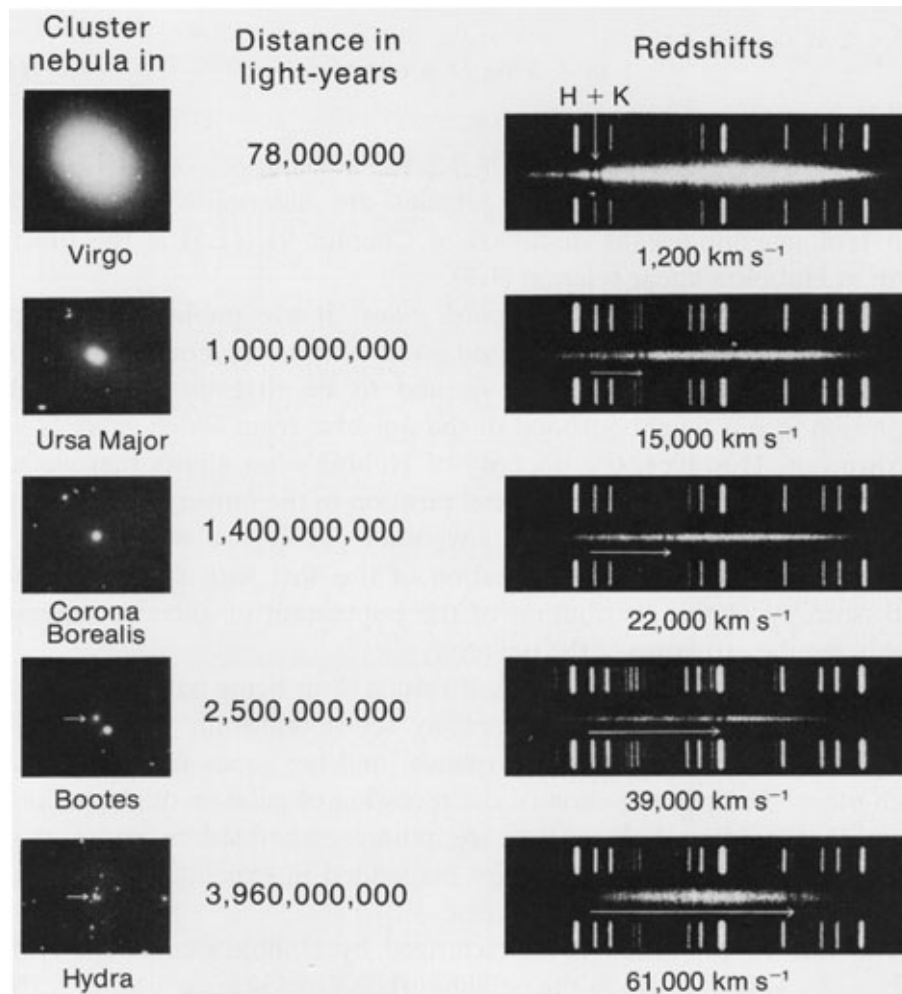 Cluster
nebula in
Distance in
light-years
Redshifts
H + K
78,000,000
Virgo
1,200 km s⁻¹
1,000,000,000
Ursa Major
15,000 km s⁻¹
1,400,000,000
Corona
Borealis
22,000 km s⁻¹
2,500,000,000
Bootes
39,000 km s⁻¹
3,960,000,000
Hydra
61,000 km s⁻¹